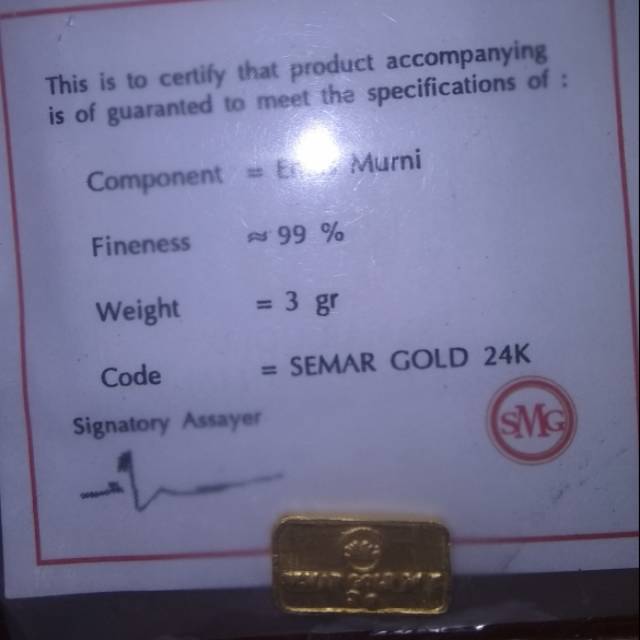 This is to certify that product accompanying
is of guaranted to meet the specifications of :
Component = Murni
Fineness ≈ 99 %
Weight = 3 gr
Code = SEMAR GOLD 24K
Signatory Assayer
SMG